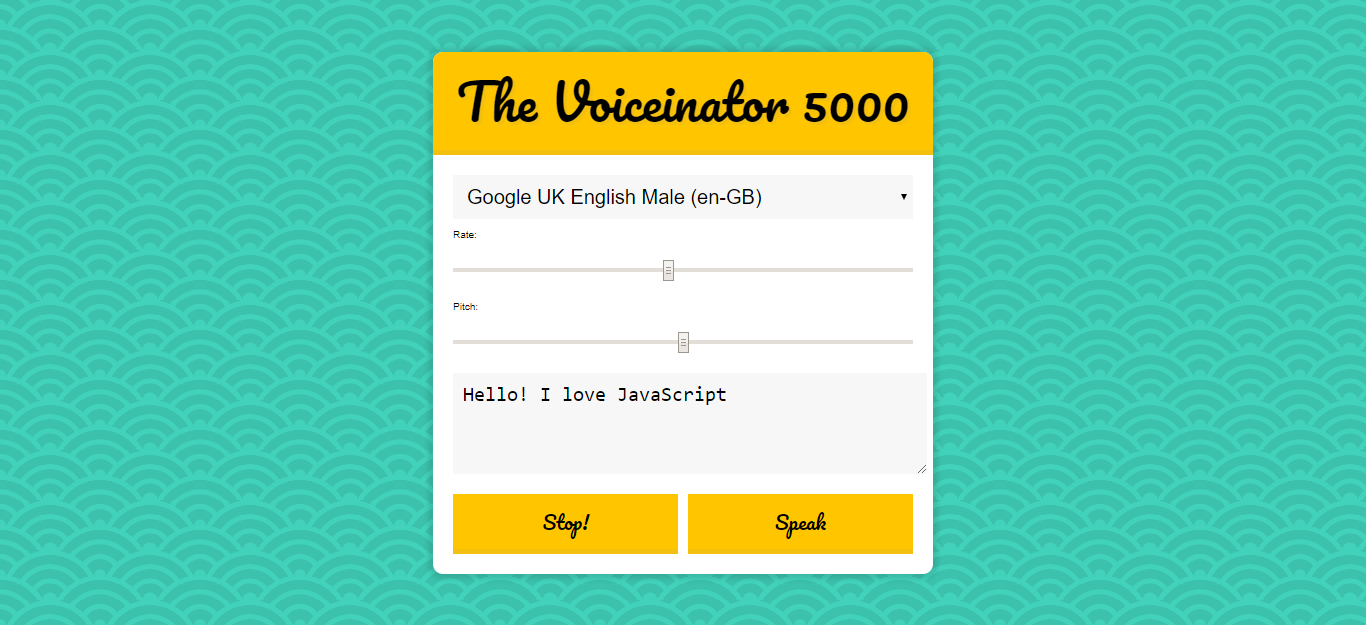 The Voiceinator 5000
Google UK English Male (en-GB)
Rate:
Pitch:
Hello! I love JavaScript
Stop! Speak